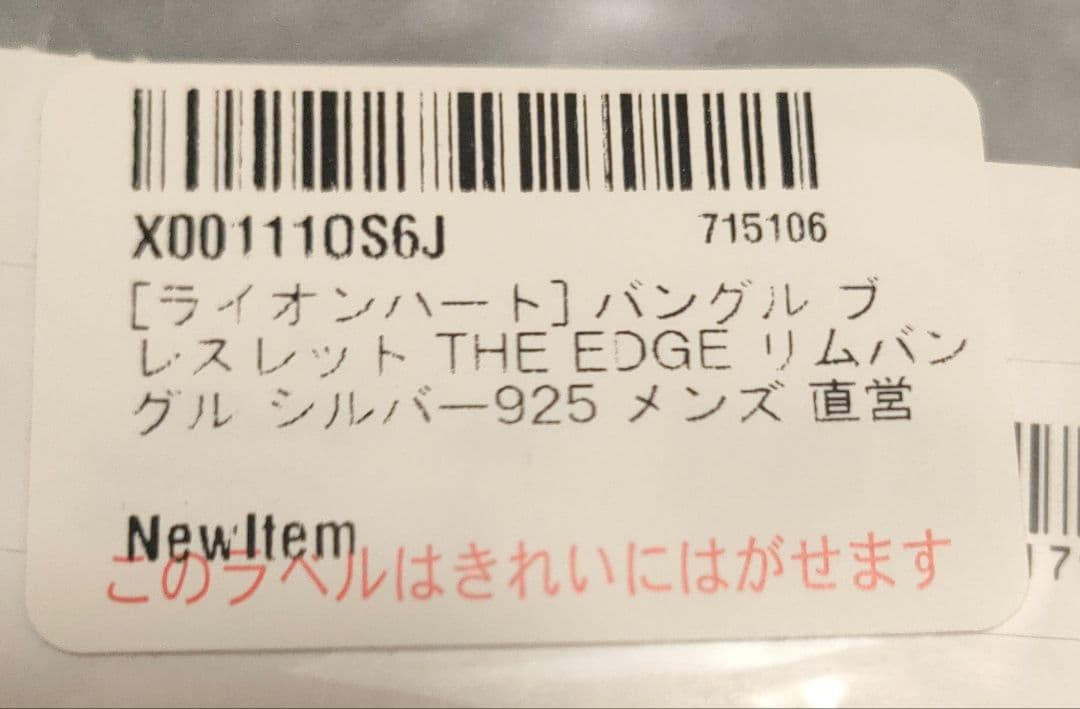 X001110S6J 715106
[ライオンハート] バングル ブ
レスレット THE EDGE リムバン
グル シルバー925 メンズ 直営
NewItem
このラベルはきれいにはがせます
7